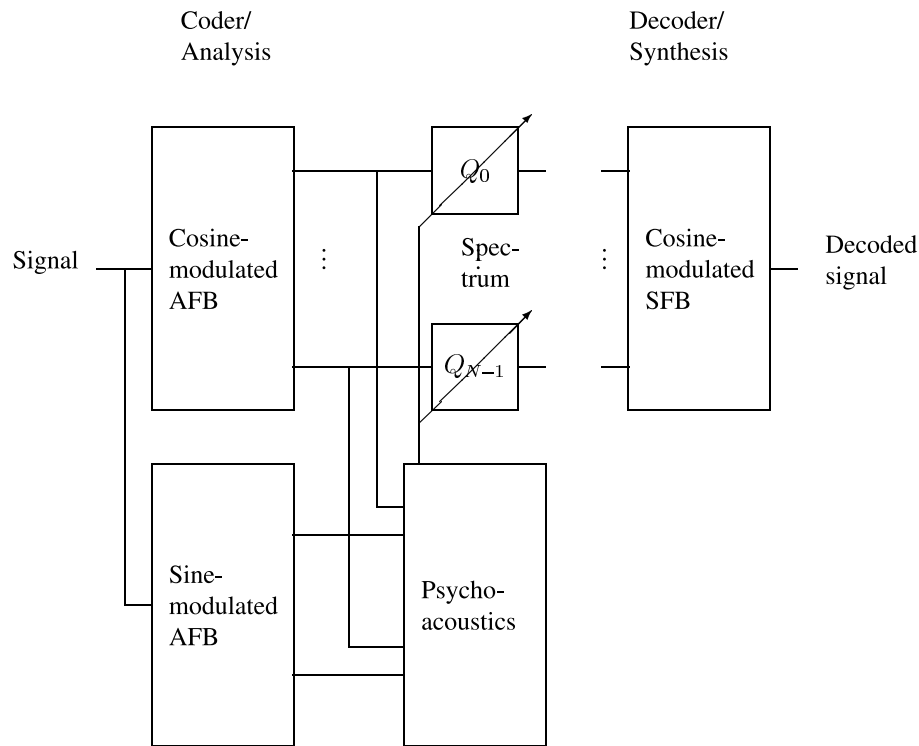 Coder/
Analysis
Decoder/
Synthesis
Q0
Signal
Cosine-
modulated
AFB
Spec-
trum
Cosine-
modulated
SFB
Decoded
signal
QN−1
Sine-
modulated
AFB
Psycho-
acoustics